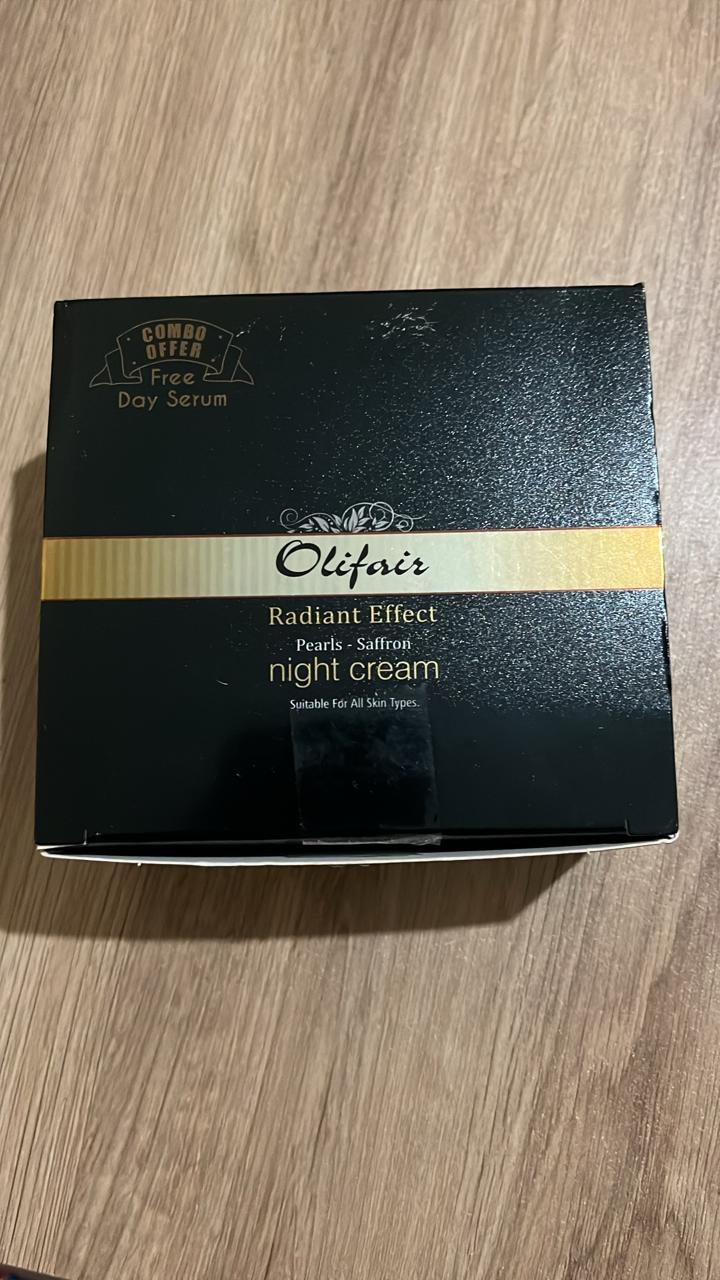 COMBO
OFFER
Free
Day Serum
Olifair
Radiant Effect
Pearls - Saffron
night cream
Suitable For All Skin Types.